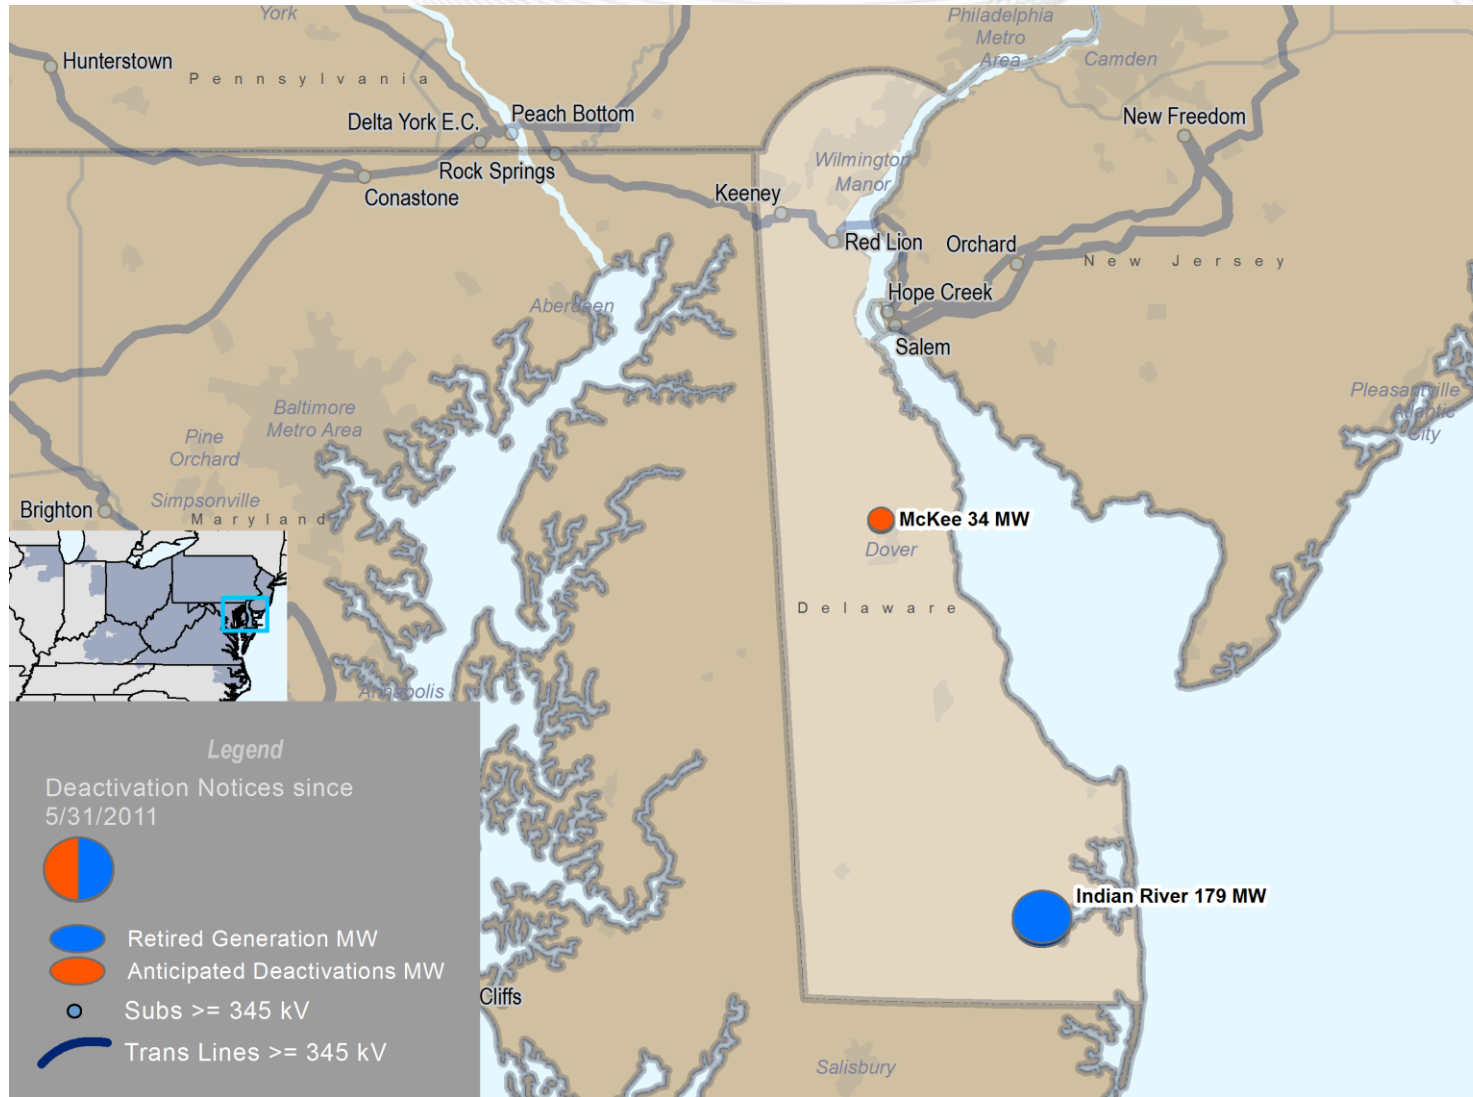 York
Philadelphia
Metro
Area
Camden
Hunterstown
Pennsylvania
Peach Bottom
Delta York E.C.
New Freedom
Rock Springs
Wilmington
Manor
Conastone
Keeney
Red Lion
Orchard
New Jersey
Hope Creek
Aberdeen
Salem
Baltimore
Metro Area
Pleasantville
Atlantic
City
Pine
Orchard
Simpsonville
Brighton
Maryland
McKee 34 MW
Dover
Delaware
Annapolis
Legend
Deactivation Notices since
5/31/2011
Indian River 179 MW
Retired Generation MW
Anticipated Deactivations MW
Cliffs
Subs >= 345 kV
Trans Lines >= 345 kV
Salisbury